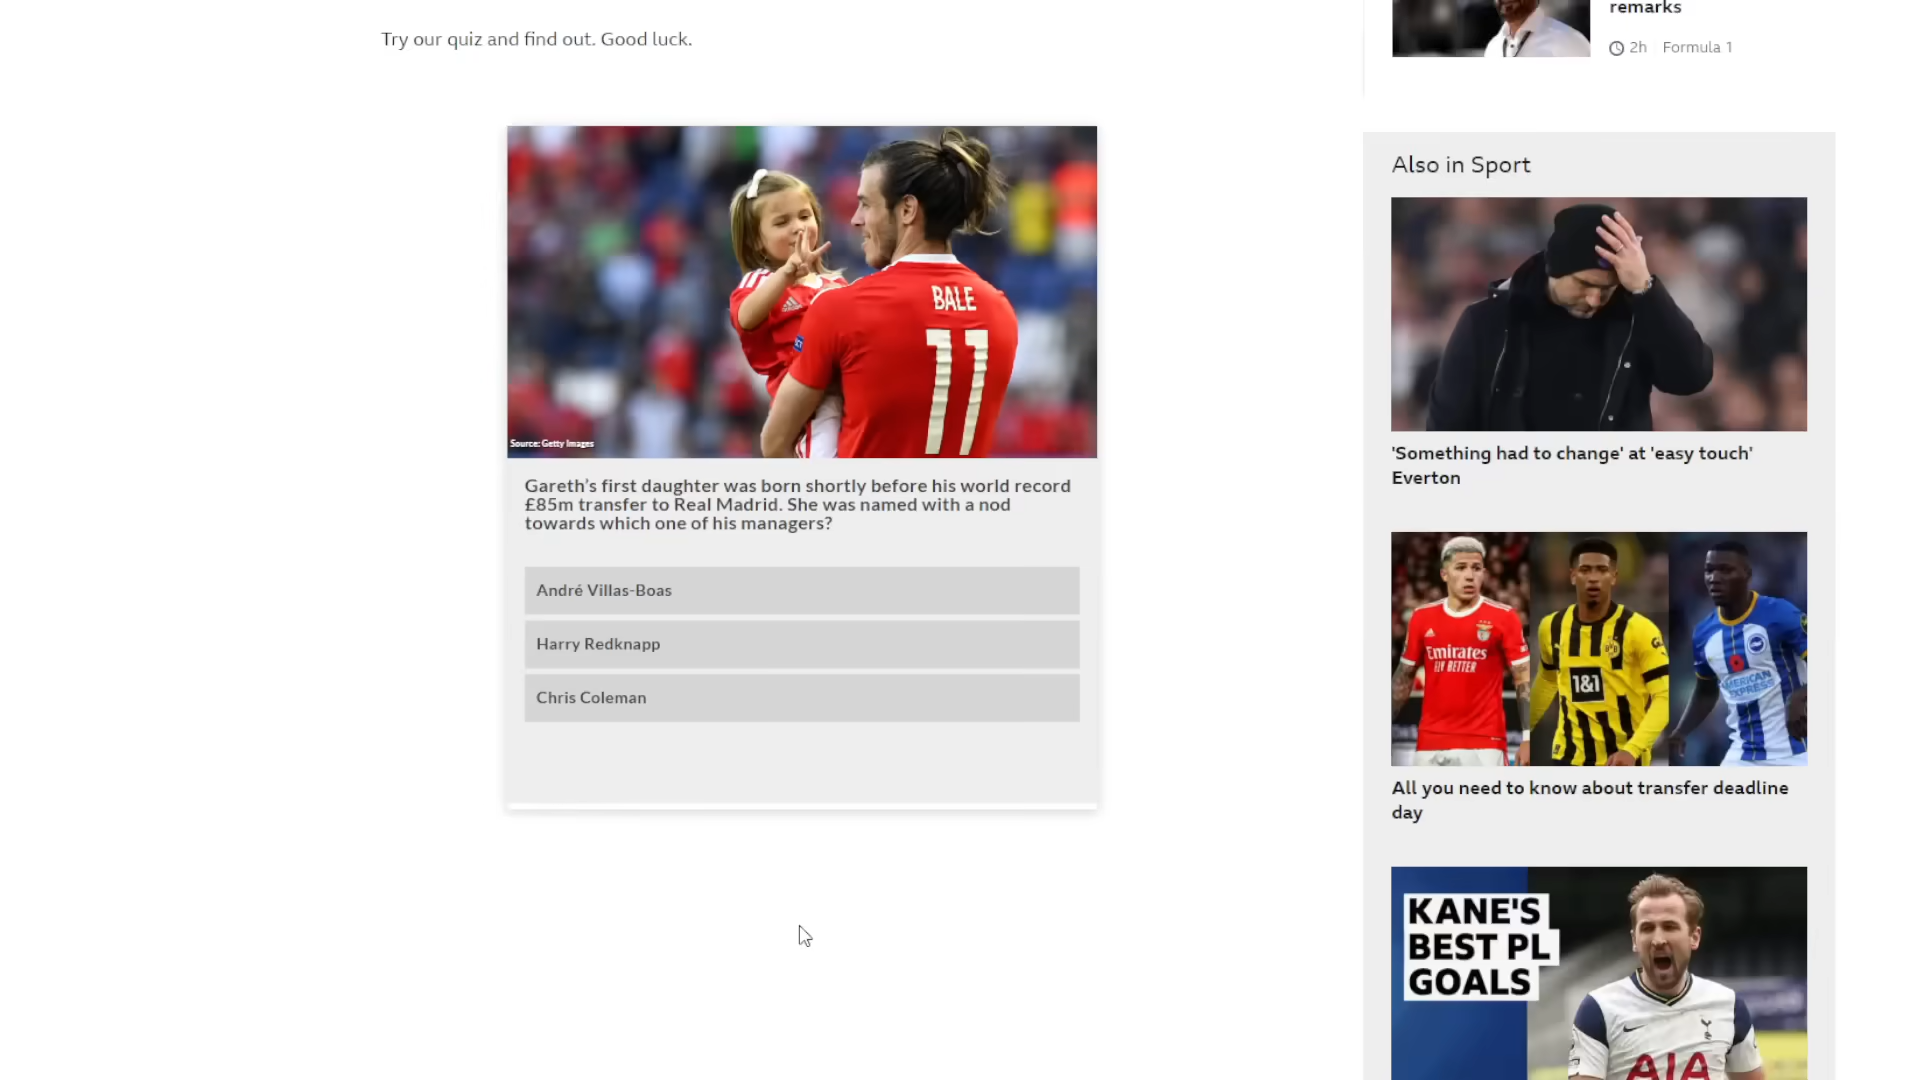 remarks
Try our quiz and find out. Good luck.
2h Formula 1
Also in Sport
BALE
11
Source: Getty Images
'Something had to change' at 'easy touch'
Everton
Gareth's first daughter was born shortly before his world record
£85m transfer to Real Madrid. She was named with a nod
towards which one of his managers?
André Villas-Boas
Harry Redknapp
Chris Coleman
Emirates
FLY BETTER
1&1
AMERICAN
EXPRESS
All you need to know about transfer deadline
day
KANE'S
BEST PL
GOALS
AIA